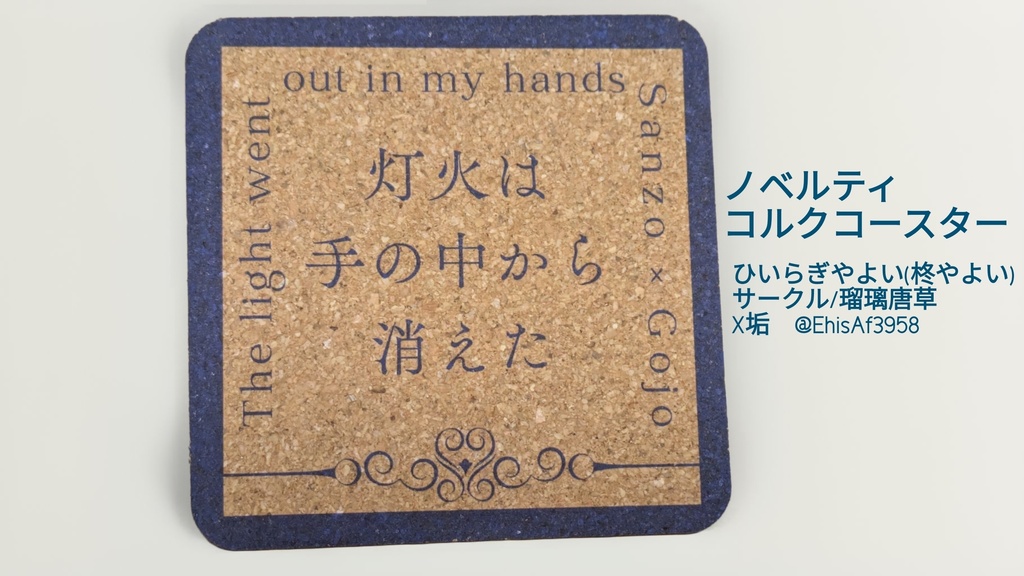 The light went
out in my hands
Sanzo × Gojo
灯火は
手の中から
消えた
ノベルティ
コルクコースター
ひいらぎやよい(柊やよい)
サークル/瑠璃唐草
X垢 @EhisAf3958